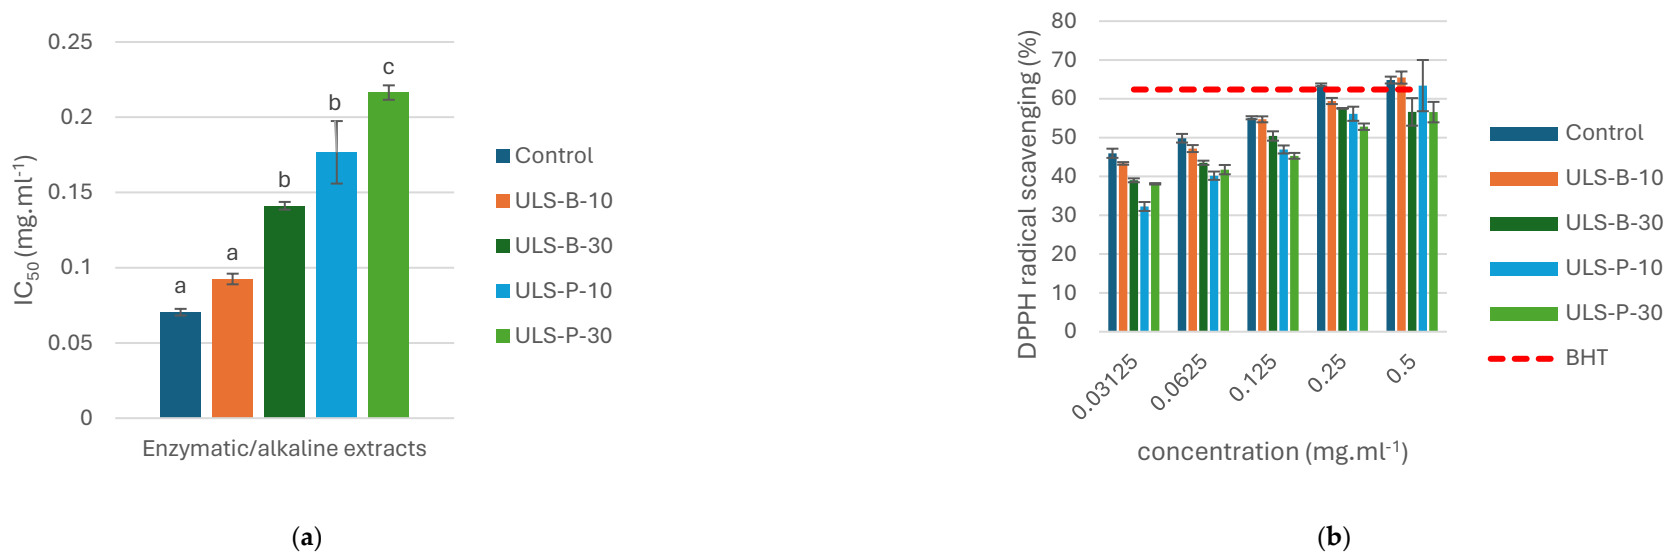 0.25
0.2
0.15
0.1
0.05
0
IC50 (mg.ml-1)
a
a
b
b
c
Enzymatic/alkaline extracts
Control
ULS-B-10
ULS-B-30
ULS-P-10
ULS-P-30
(a)
80
70
60
50
40
30
20
10
0
DPPH radical scavenging (%)
0.03125
0.0625
0.125
0.25
0.5
concentration (mg.ml-1)
Control
ULS-B-10
ULS-B-30
ULS-P-10
ULS-P-30
BHT
(b)